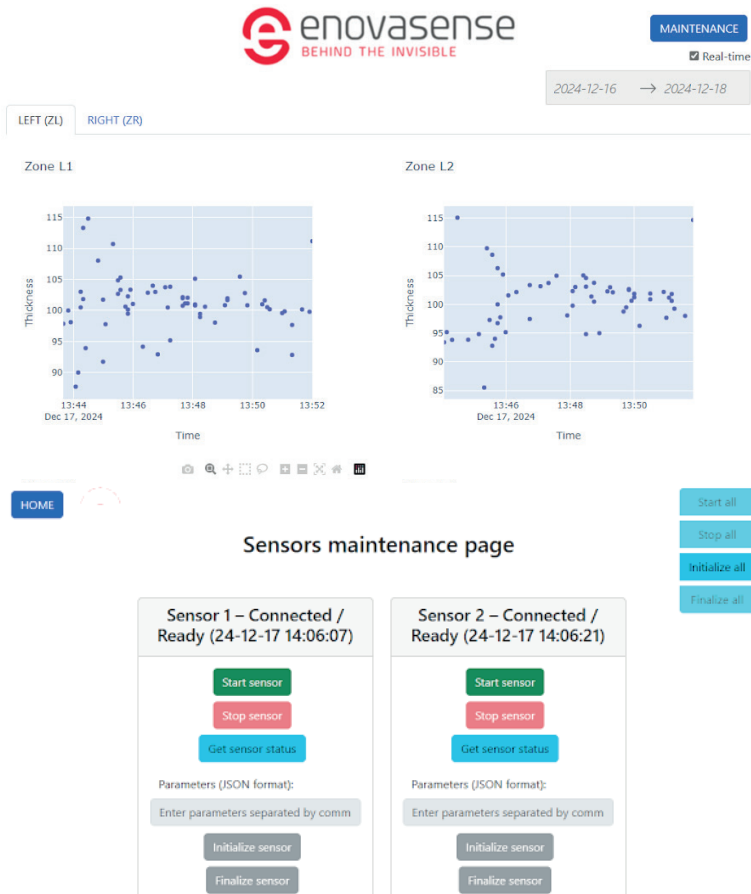 enovasense
BEHIND THE INVISIBLE
MAINTENANCE
Real-time
2024-12-16 → 2024-12-18
LEFT (ZL) RIGHT (ZR)
Zone L1
Zone L2
115
110
105
100
95
90
Thickness
13:44 13:46 13:48 13:50 13:52
Dec 17, 2024
Time
115
110
105
100
95
90
85
Thickness
13:46 13:48 13:50
Dec 17, 2024
Time
HOME
Start all
Stop all
Initialize all
Finalize all
Sensors maintenance page
Sensor 1 – Connected /
Ready (24-12-17 14:06:07)
Start sensor
Stop sensor
Get sensor status
Parameters (JSON format):
Enter parameters separated by comm
Initialize sensor
Finalize sensor
Sensor 2 – Connected /
Ready (24-12-17 14:06:21)
Start sensor
Stop sensor
Get sensor status
Parameters (JSON format):
Enter parameters separated by comm
Initialize sensor
Finalize sensor